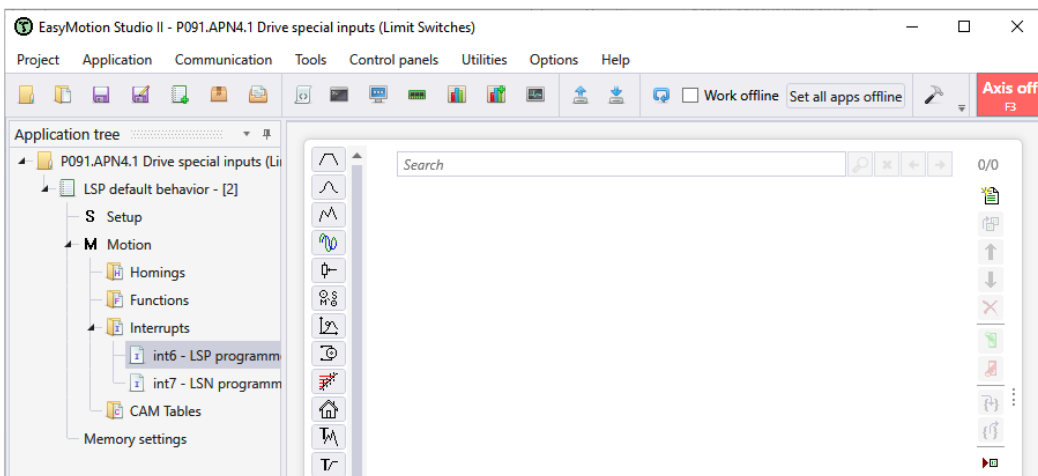 EasyMotion Studio II - P091.APN4.1 Drive special inputs (Limit Switches)
Project Application Communication Tools Control panels Utilities Options Help
Work offline Set all apps offline Axis off
F3
Application tree
P091.APN4.1 Drive special inputs (Li
LSP default behavior - [2]
S Setup
M Motion
H Homings
F Functions
I Interrupts
I int6 - LSP programm
I int7 - LSN programm
C CAM Tables
Memory settings
Search
0/0